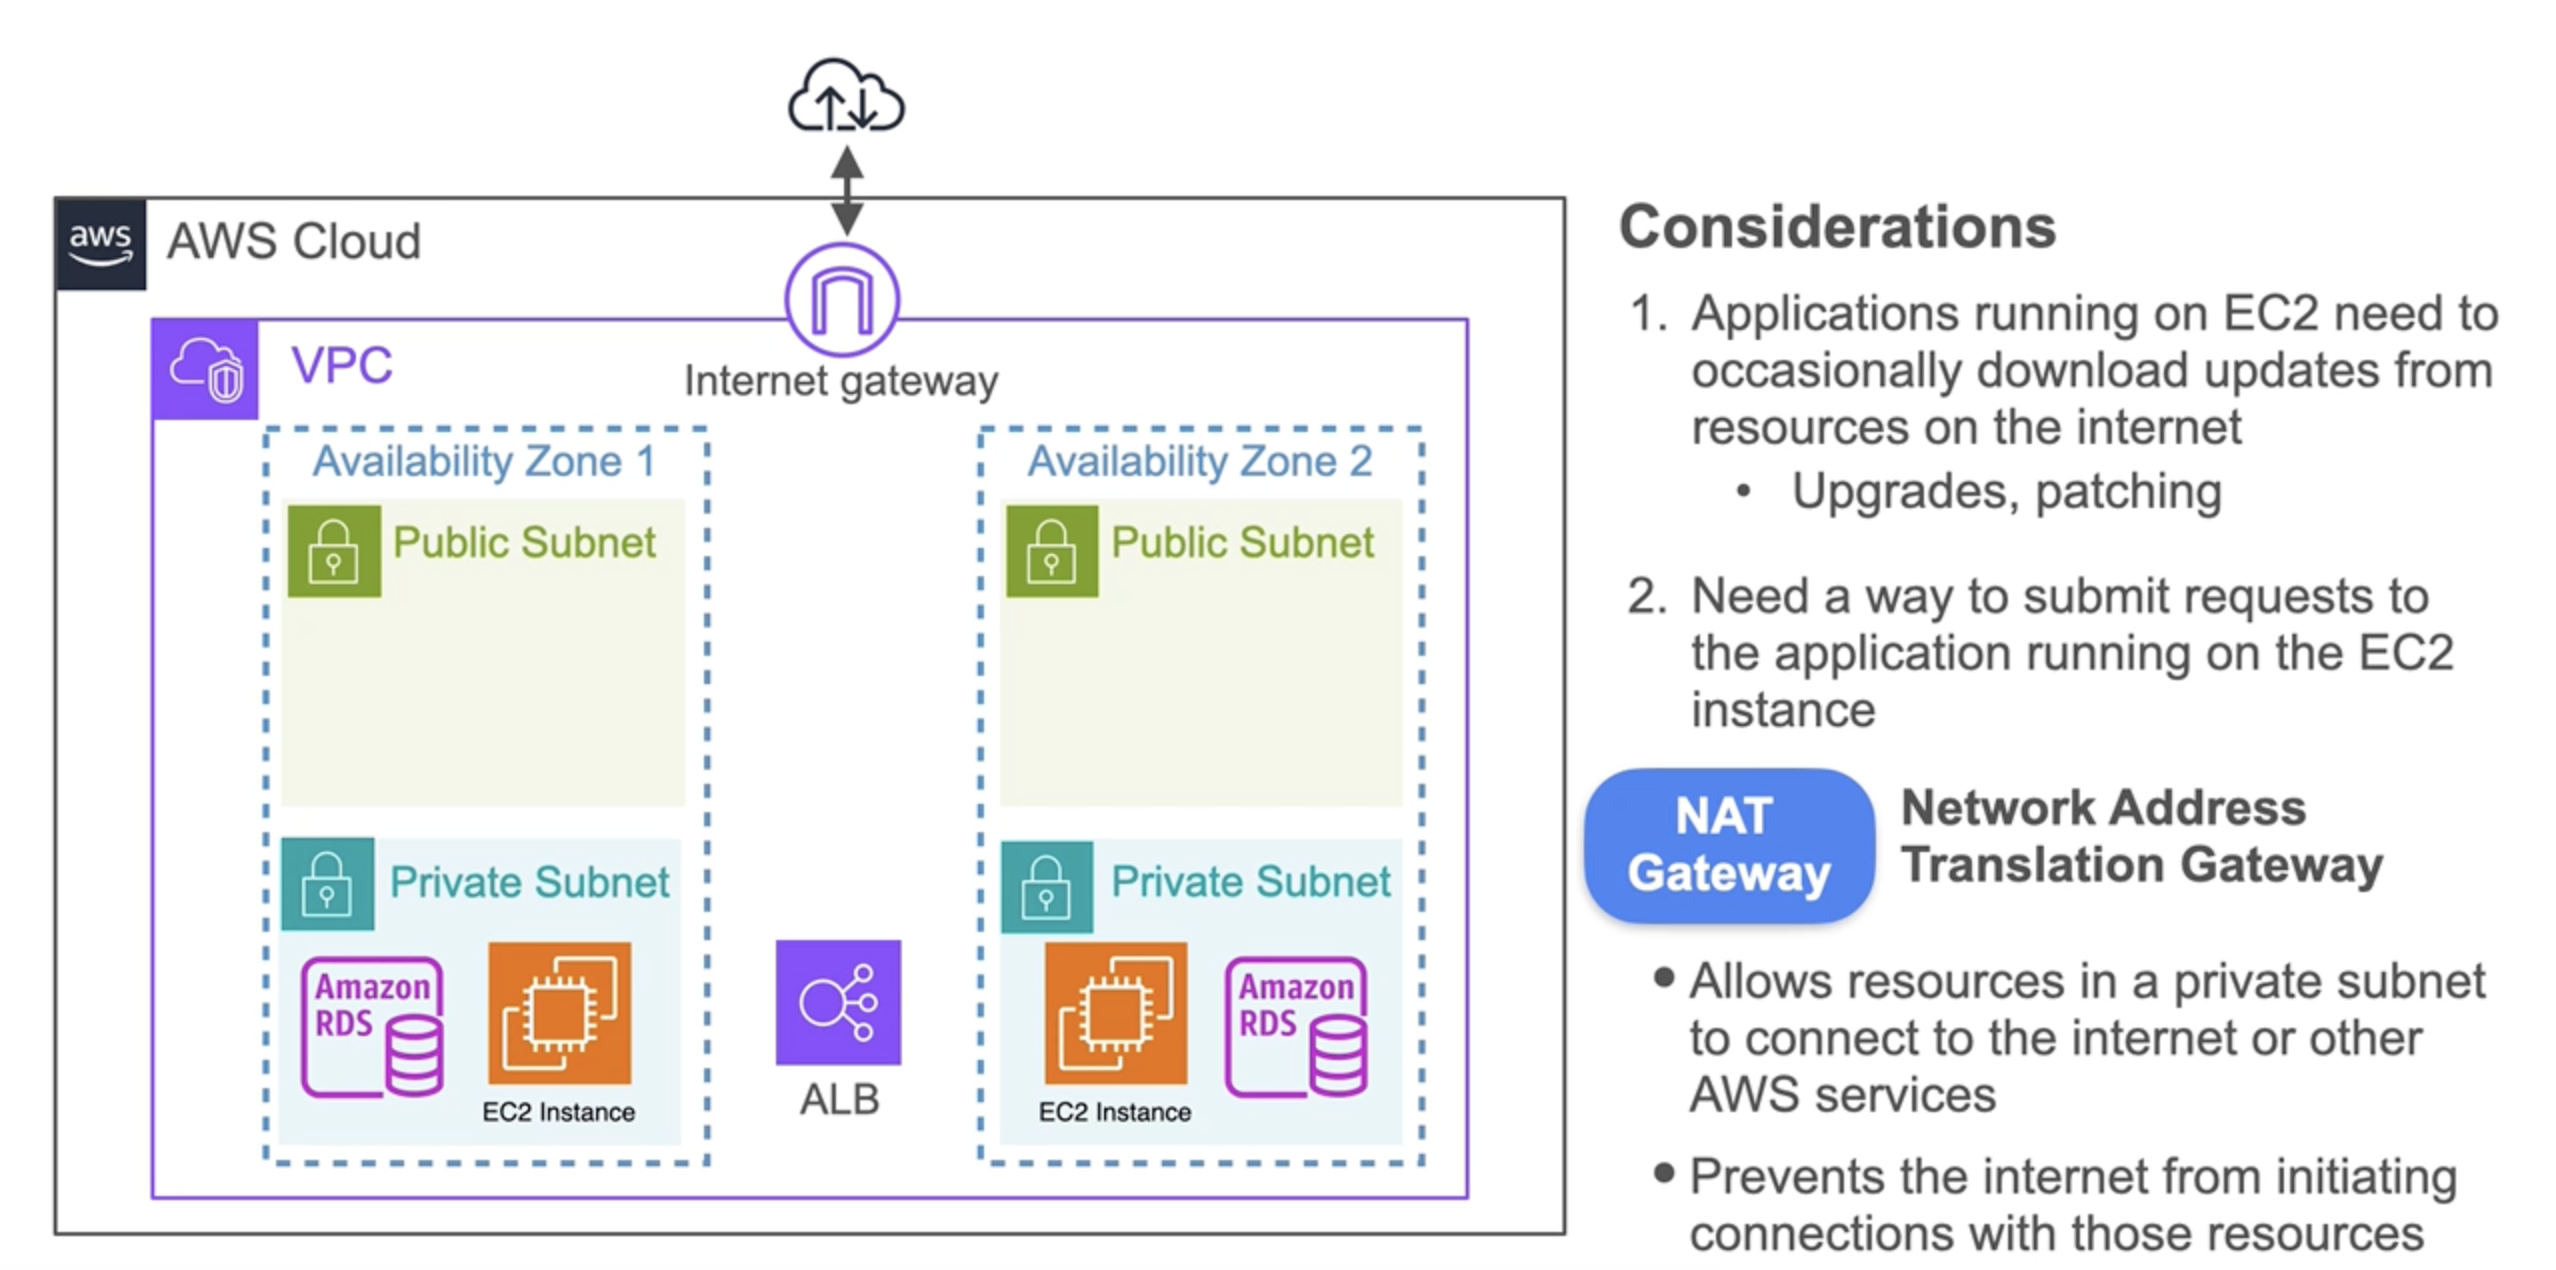 aws
AWS Cloud
VPC
Internet gateway
Availability Zone 1
Public Subnet
Private Subnet
Amazon
RDS
EC2 Instance
ALB
Availability Zone 2
Public Subnet
Private Subnet
EC2 Instance
Amazon
RDS
Considerations
1. Applications running on EC2 need to
occasionally download updates from
resources on the internet
• Upgrades, patching
2. Need a way to submit requests to
the application running on the EC2
instance
NAT
Gateway
Network Address
Translation Gateway
• Allows resources in a private subnet
to connect to the internet or other
AWS services
• Prevents the internet from initiating
connections with those resources